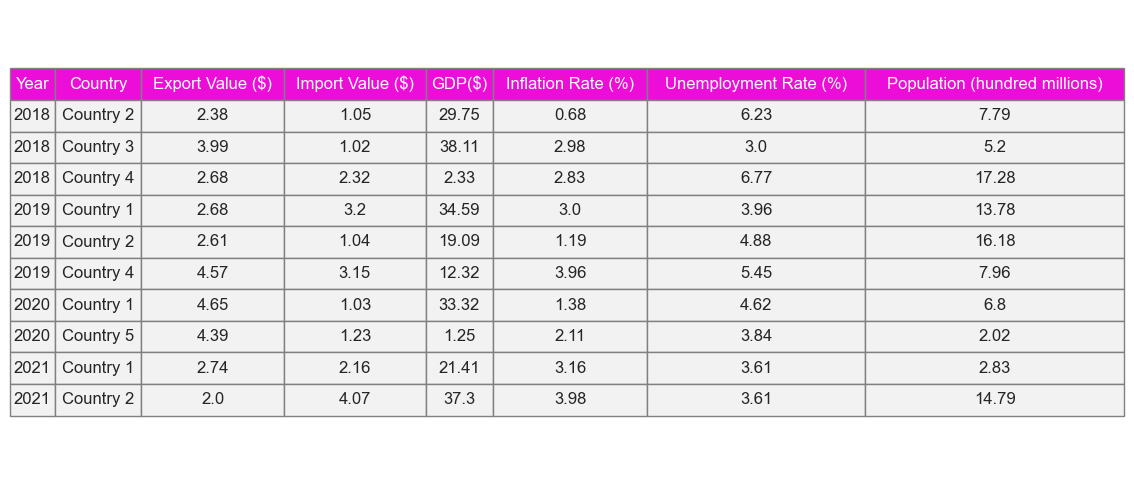 Year Country Export Value ($) Import Value ($) GDP($) Inflation Rate (%) Unemployment Rate (%) Population (hundred millions)
2018 Country 2 2.38 1.05 29.75 0.68 6.23 7.79
2018 Country 3 3.99 1.02 38.11 2.98 3.0 5.2
2018 Country 4 2.68 2.32 2.33 2.83 6.77 17.28
2019 Country 1 2.68 3.2 34.59 3.0 3.96 13.78
2019 Country 2 2.61 1.04 19.09 1.19 4.88 16.18
2019 Country 4 4.57 3.15 12.32 3.96 5.45 7.96
2020 Country 1 4.65 1.03 33.32 1.38 4.62 6.8
2020 Country 5 4.39 1.23 1.25 2.11 3.84 2.02
2021 Country 1 2.74 2.16 21.41 3.16 3.61 2.83
2021 Country 2 2.0 4.07 37.3 3.98 3.61 14.79